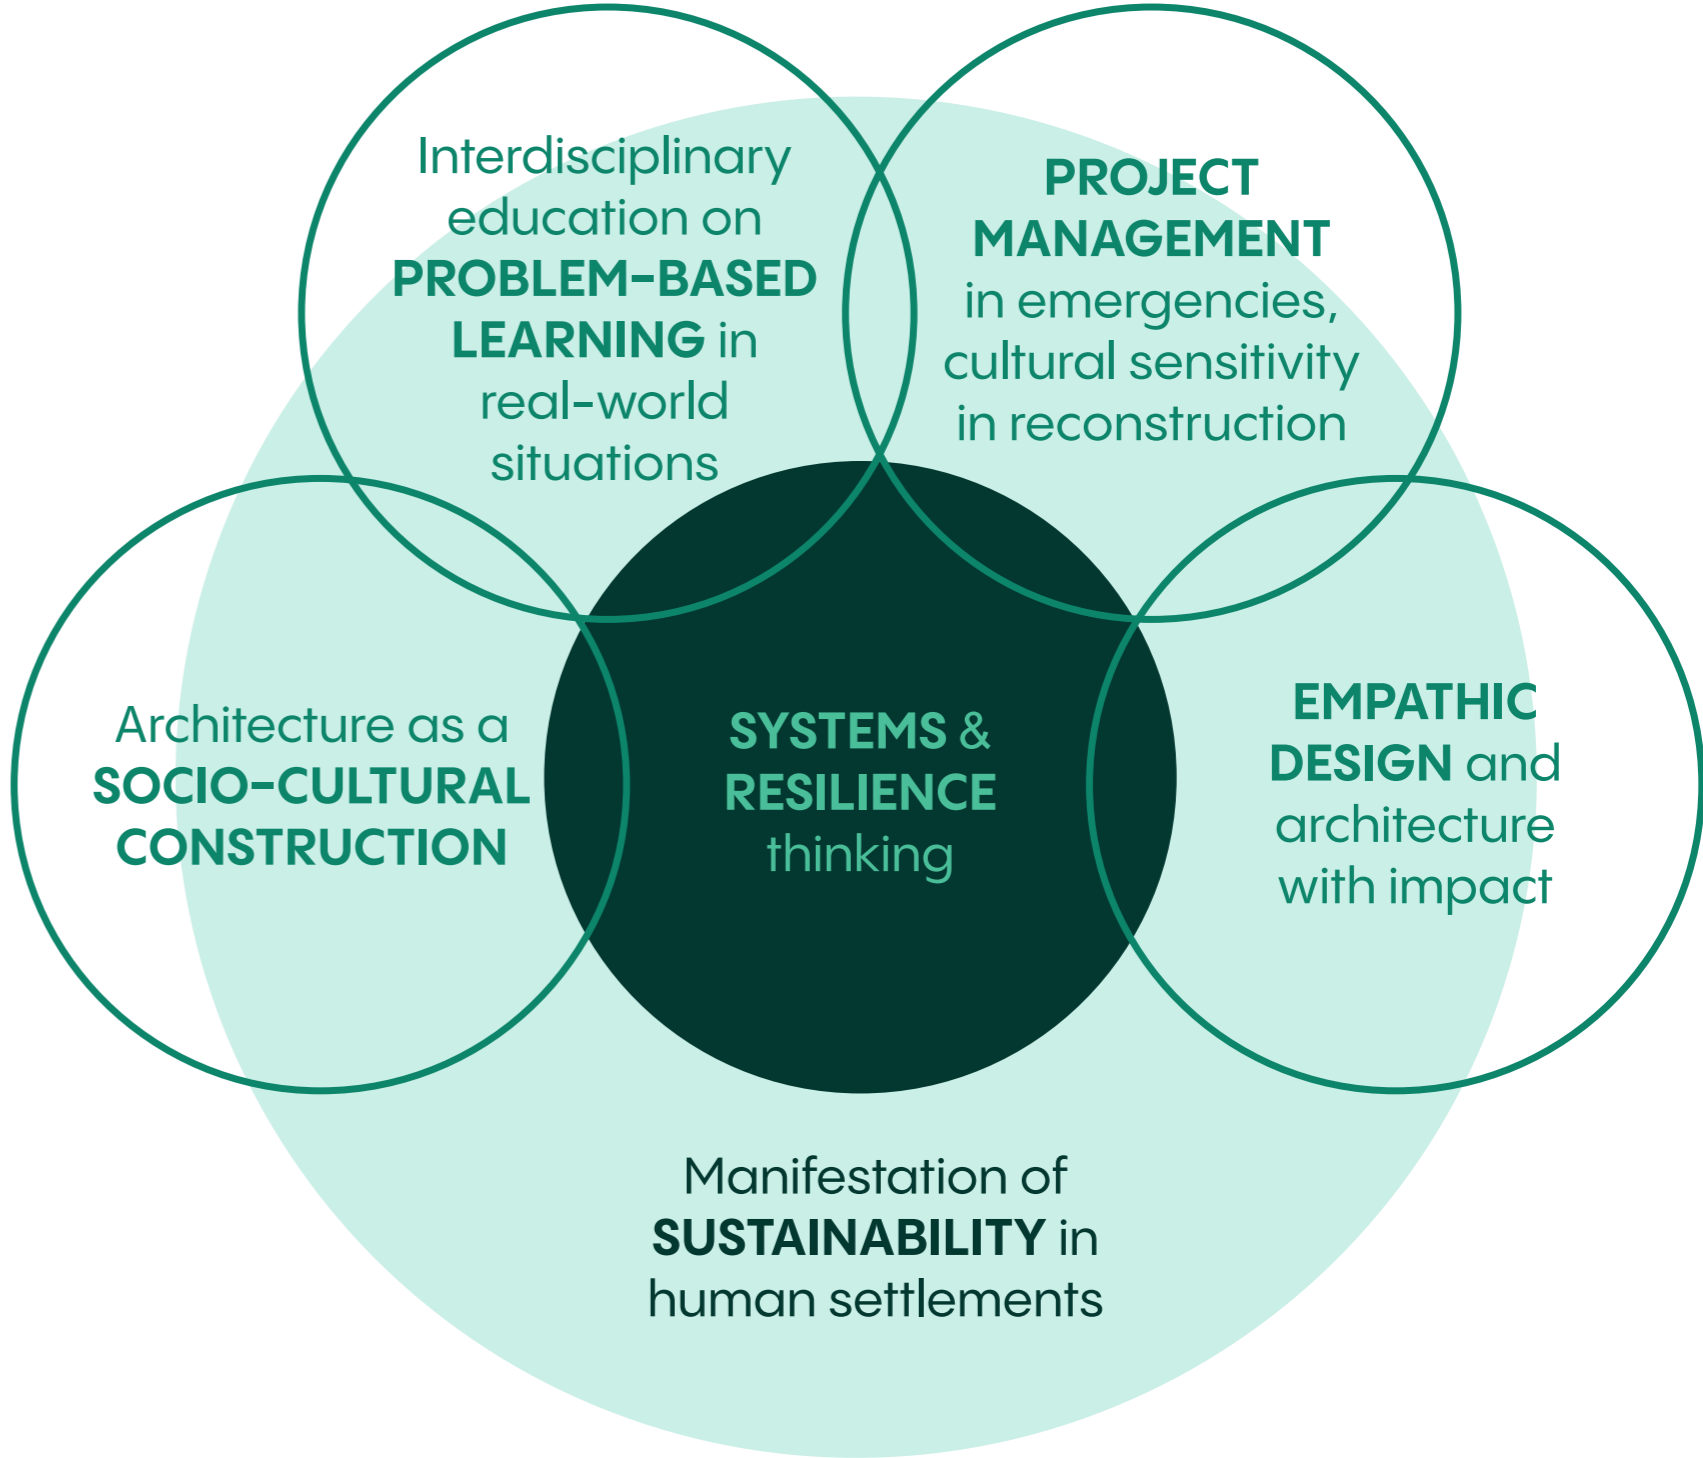 Interdisciplinary
education on
PROBLEM-BASED
LEARNING in
real-world
situations
PROJECT
MANAGEMENT
in emergencies,
cultural sensitivity
in reconstruction
Architecture as a
SOCIO-CULTURAL
CONSTRUCTION
SYSTEMS &
RESILIENCE
thinking
EMPATHIC
DESIGN and
architecture
with impact
Manifestation of
SUSTAINABILITY in
human settlements